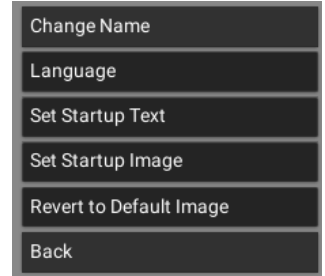 Change Name
Language
Set Startup Text
Set Startup Image
Revert to Default Image
Back